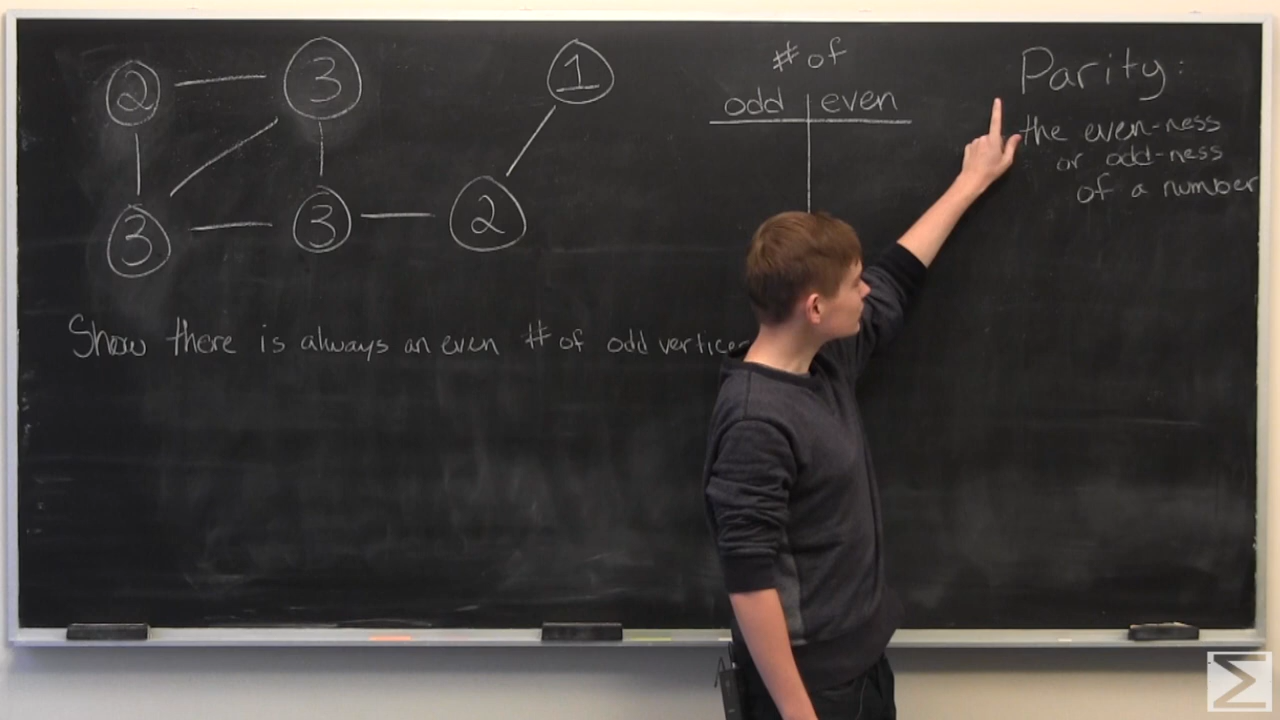 2 3 1
3 3 2
# of
odd even
Parity:
the even-ness
or odd-ness
of a number
Show there is always an even # of odd vertices
Σ